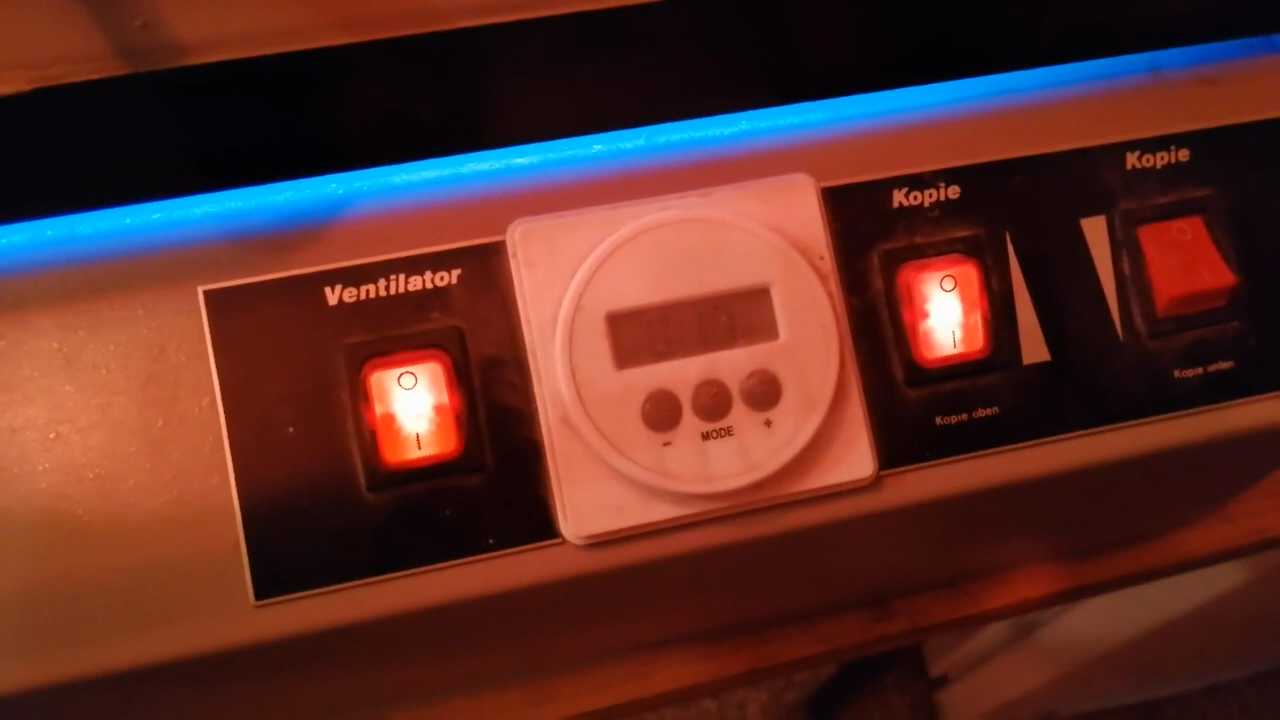 Ventilator
- MODE +
Kopie
Kopie oben
Kopie
Kopie unten